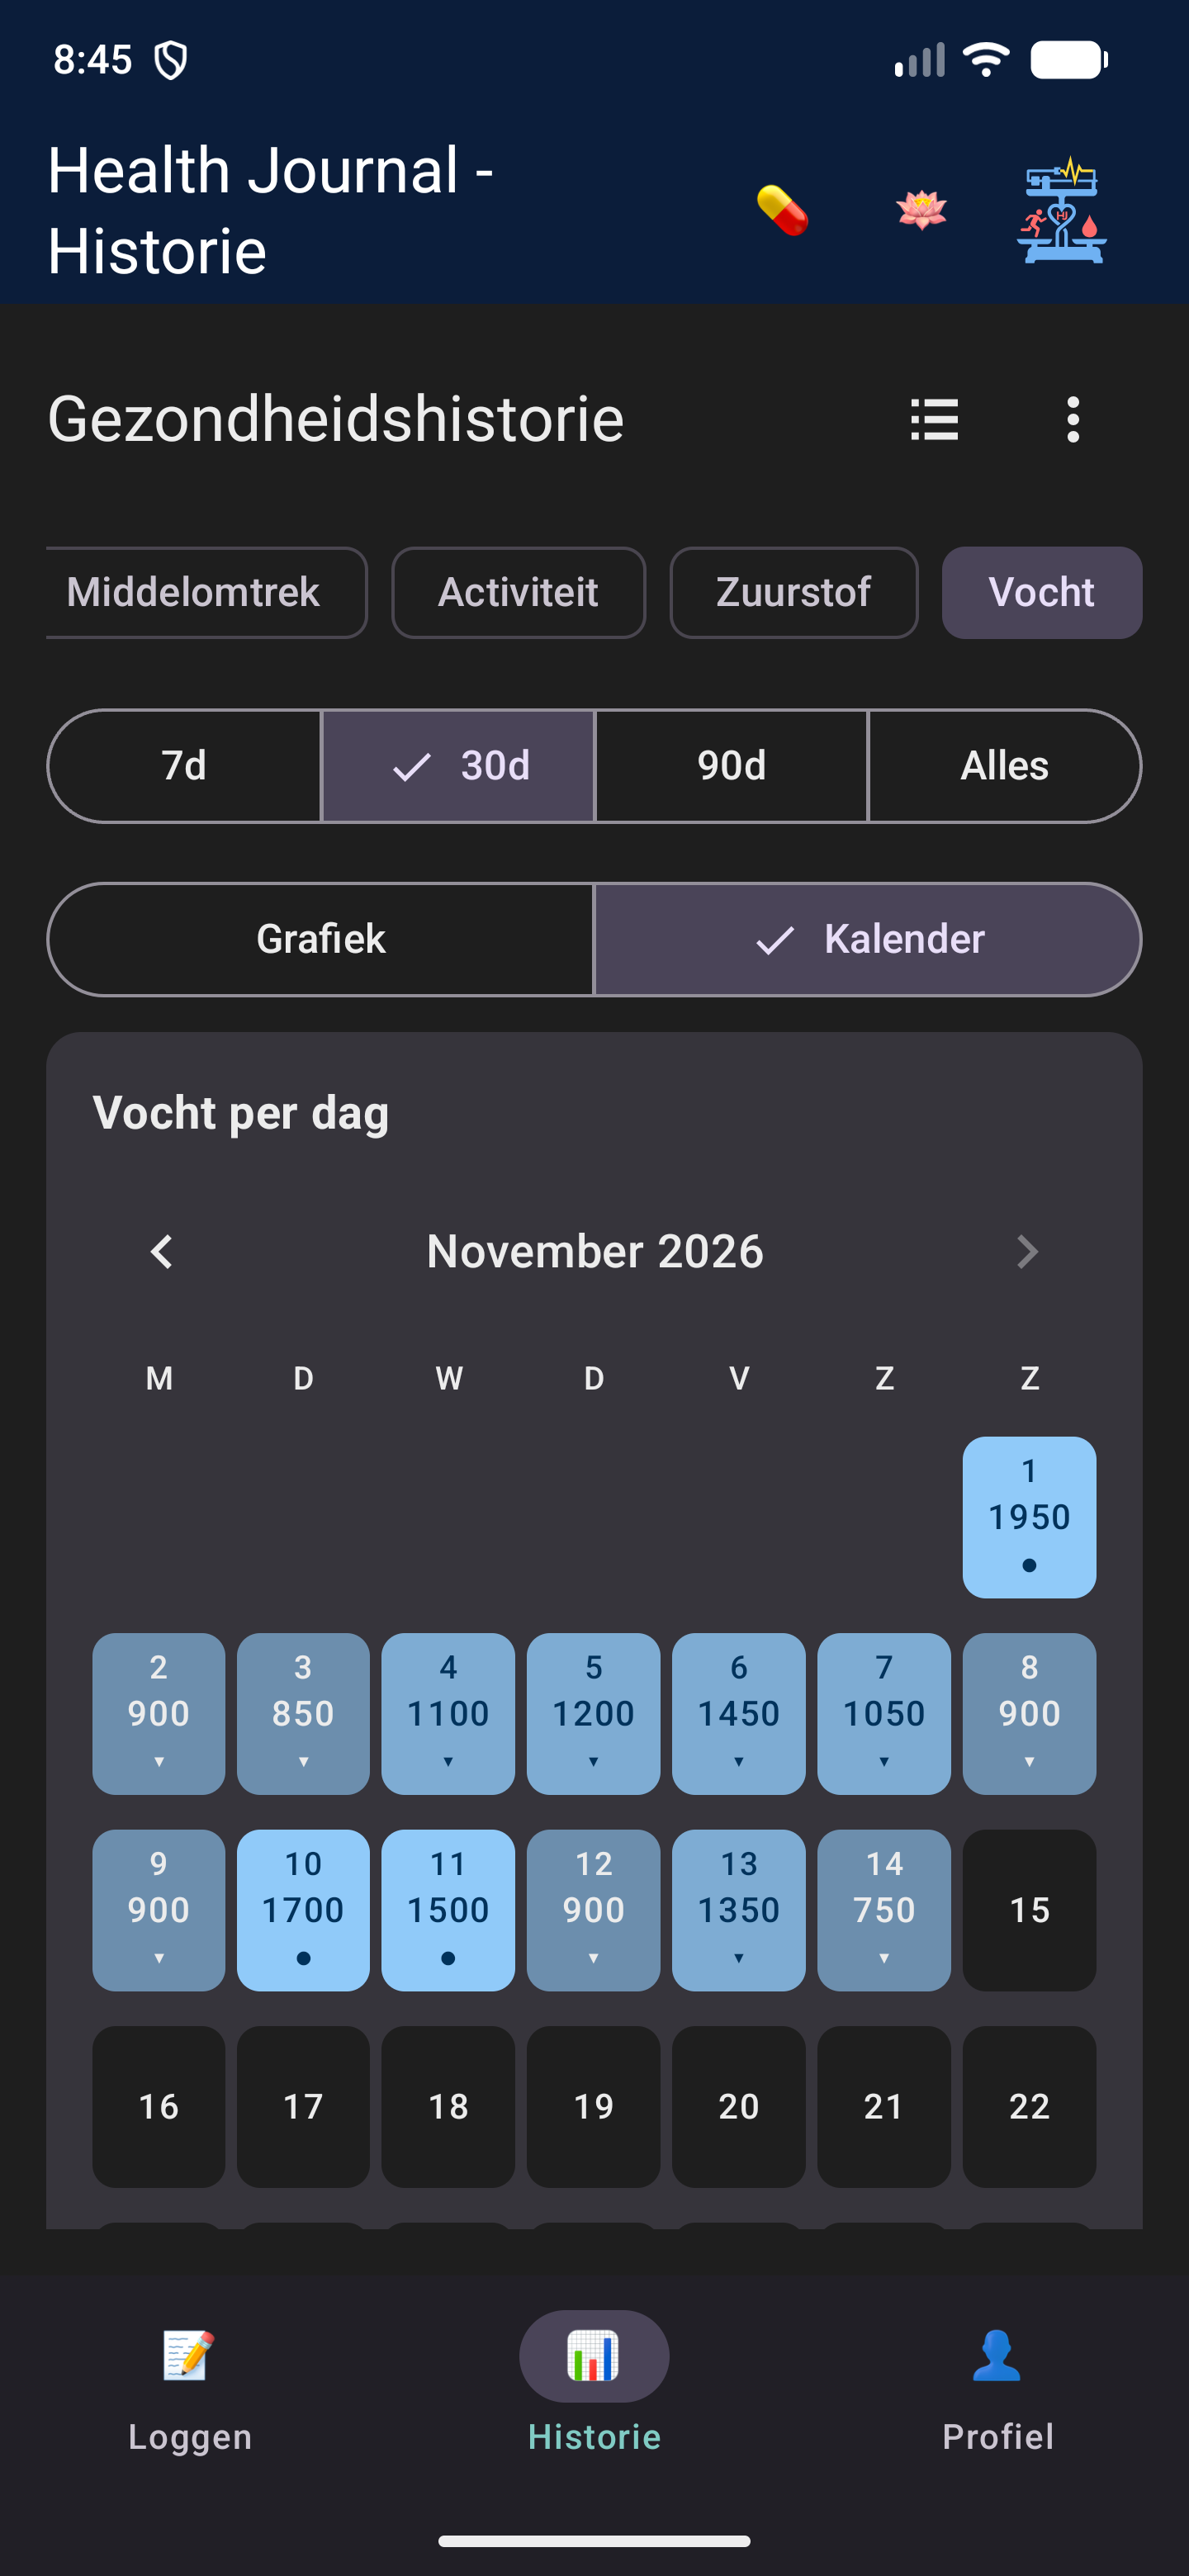 8:45
Health Journal -
Historie
HJ
Gezondheidshistorie
Middelomtrek Activiteit Zuurstof Vocht
7d 30d 90d Alles
Grafiek Kalender
Vocht per dag
November 2026
M D W D V Z Z
1
1950
2 3 4 5 6 7 8
900 850 1100 1200 1450 1050 900
9 10 11 12 13 14
900 1700 1500 900 1350 750 15
16 17 18 19 20 21 22
Loggen Historie Profiel